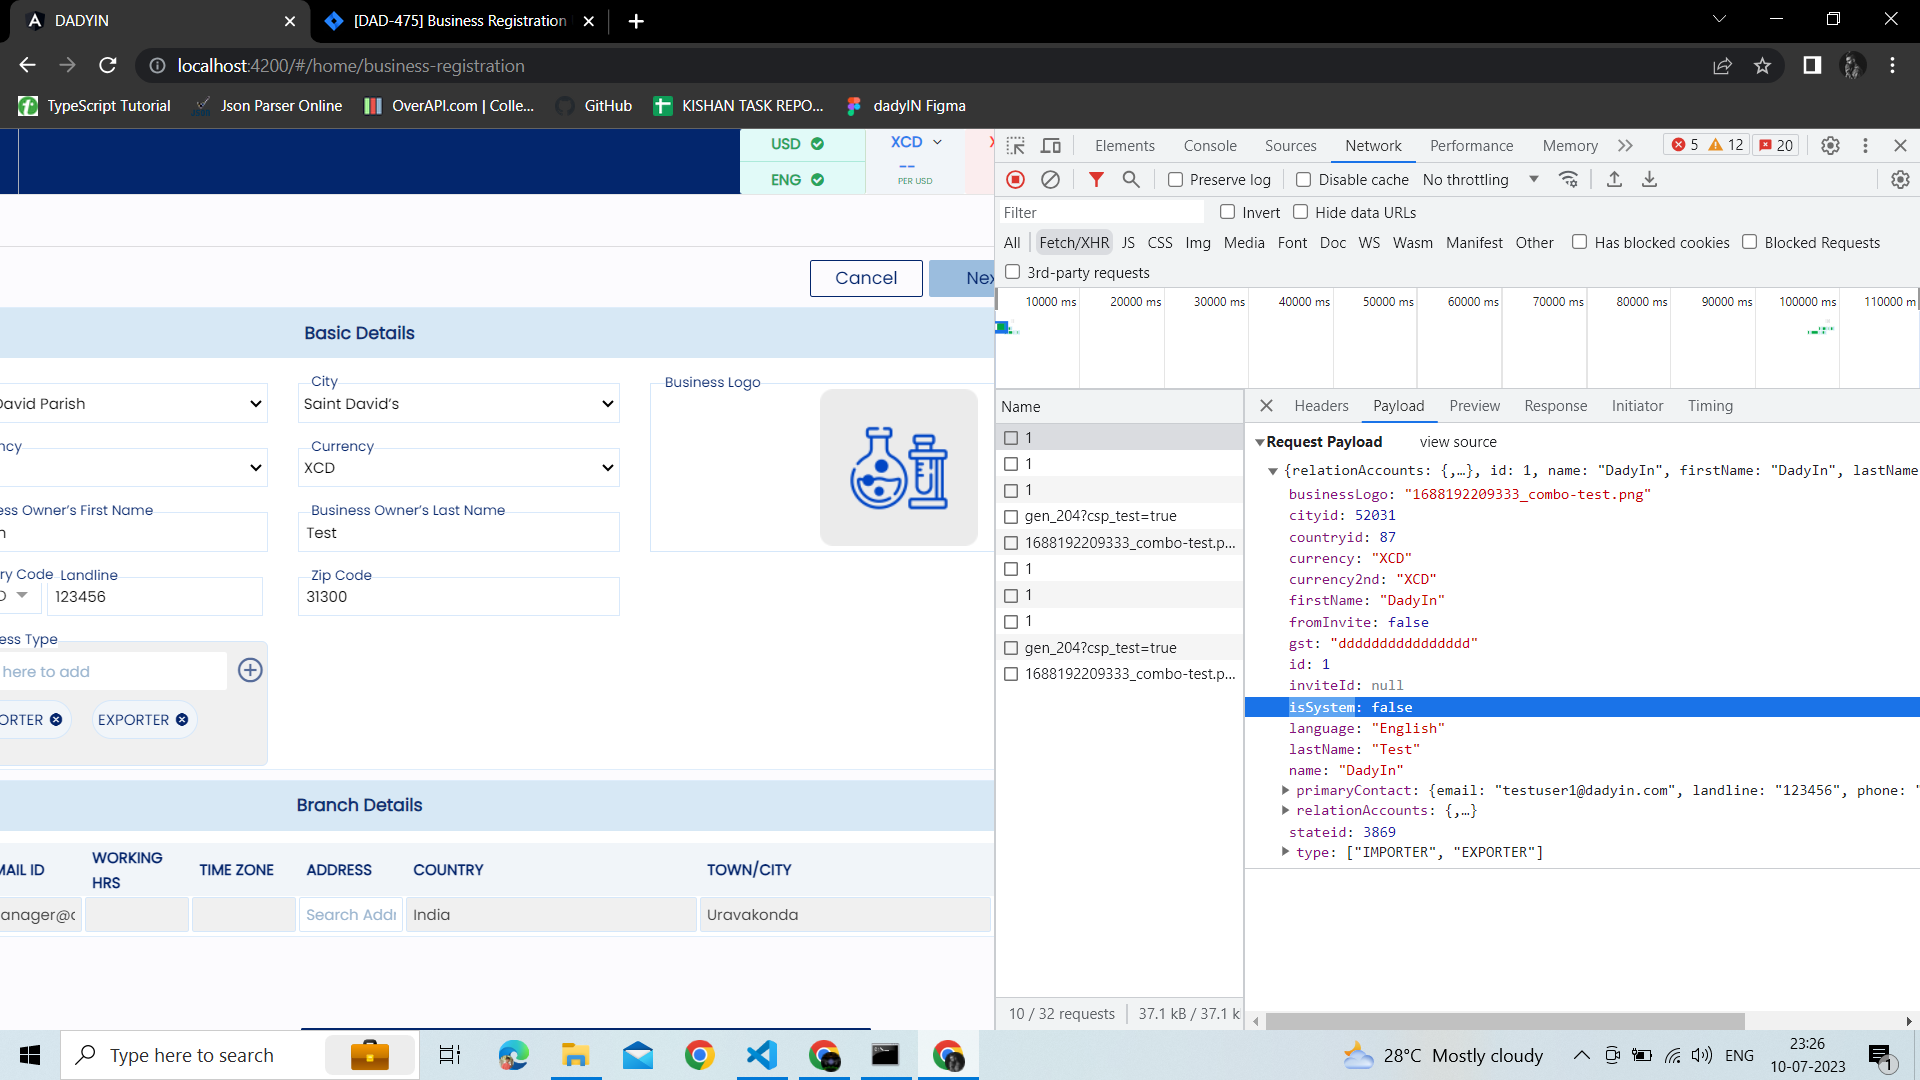 DADYIN
[DAD-475] Business Registration
localhost:4200/#/home/business-registration
TypeScript Tutorial
Json Parser Online
OverAPI.com | Colle...
GitHub
KISHAN TASK REPO...
dadyIN Figma
USD
ENG
XCD
--
PER USD
Cancel
Nex
Basic Details
David Parish
City
Saint David's
Business Logo
ncy
Currency
XCD
ess Owner's First Name
n
Business Owner's Last Name
Test
ry Code
Landline
123456
Zip Code
31300
ess Type
here to add
ORTER
EXPORTER
Branch Details
MAIL ID
WORKING
HRS
TIME ZONE
ADDRESS
COUNTRY
TOWN/CITY
anager@c
Search Addr
India
Uravakonda
Elements
Console
Sources
Network
Performance
Memory
5
12
20
Preserve log
Disable cache
No throttling
Filter
Invert
Hide data URLs
All
Fetch/XHR
JS
CSS
Img
Media
Font
Doc
WS
Wasm
Manifest
Other
Has blocked cookies
Blocked Requests
3rd-party requests
10000 ms
20000 ms
30000 ms
40000 ms
50000 ms
60000 ms
70000 ms
80000 ms
90000 ms
100000 ms
110000 m
Name
1
1
1
gen_204?csp_test=true
1688192209333_combo-test.p...
1
1
1
gen_204?csp_test=true
1688192209333_combo-test.p...
10 / 32 requests
37.1 kB / 37.1 k
Headers
Payload
Preview
Response
Initiator
Timing
Request Payload
view source
{relationAccounts: {,…}, id: 1, name: "DadyIn", firstName: "DadyIn", lastName
businessLogo: "1688192209333_combo-test.png"
cityid: 52031
countryid: 87
currency: "XCD"
currency2nd: "XCD"
firstName: "DadyIn"
fromInvite: false
gst: "dddddddddddddddd"
id: 1
inviteId: null
isSystem: false
language: "English"
lastName: "Test"
name: "DadyIn"
primaryContact: {email: "testuser1@dadyin.com", landline: "123456", phone: "
relationAccounts: {,…}
stateid: 3869
type: ["IMPORTER", "EXPORTER"]
Type here to search
28°C Mostly cloudy
ENG
23:26
10-07-2023
1